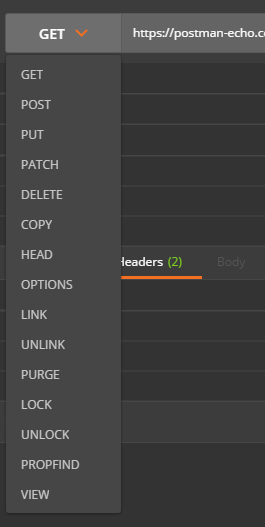 GET https://postman-echo.c
GET
POST
PUT
PATCH
DELETE
COPY
HEAD
Headers (2) Body
OPTIONS
LINK
UNLINK
PURGE
LOCK
UNLOCK
PROPFIND
VIEW